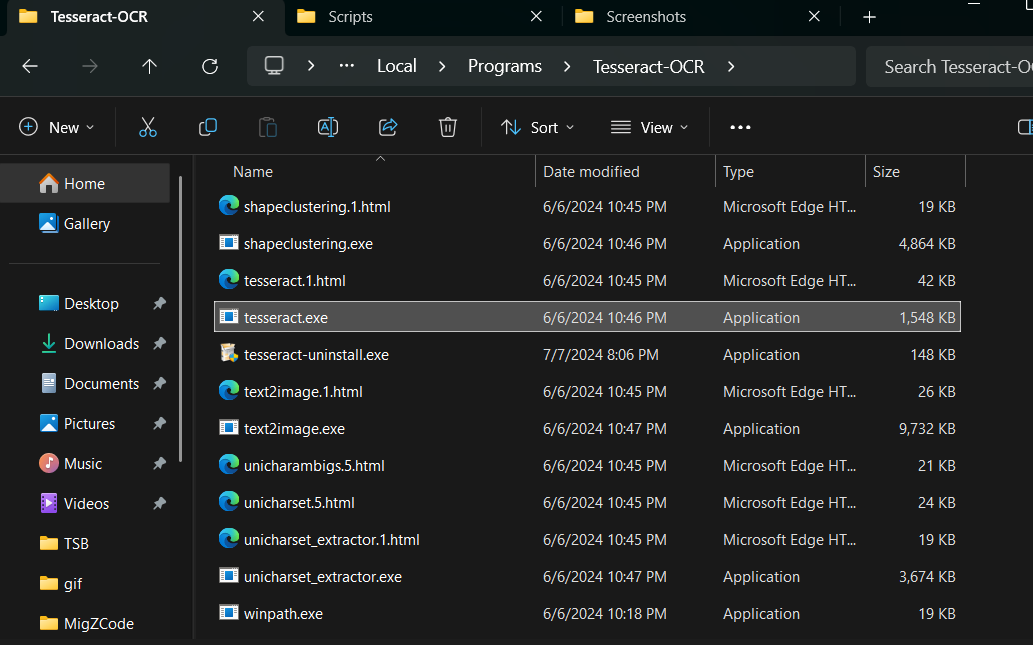 Tesseract-OCR
Scripts
Screenshots
... Local > Programs > Tesseract-OCR >
Search Tesseract-O
New
Sort
View
...
Home
Gallery
Desktop
Downloads
Documents
Pictures
Music
Videos
TSB
gif
MigZCode
Name Date modified Type Size
shapeclustering.1.html 6/6/2024 10:45 PM Microsoft Edge HT... 19 KB
shapeclustering.exe 6/6/2024 10:46 PM Application 4,864 KB
tesseract.1.html 6/6/2024 10:45 PM Microsoft Edge HT... 42 KB
tesseract.exe 6/6/2024 10:46 PM Application 1,548 KB
tesseract-uninstall.exe 7/7/2024 8:06 PM Application 148 KB
text2image.1.html 6/6/2024 10:45 PM Microsoft Edge HT... 26 KB
text2image.exe 6/6/2024 10:47 PM Application 9,732 KB
unicharambigs.5.html 6/6/2024 10:45 PM Microsoft Edge HT... 21 KB
unicharset.5.html 6/6/2024 10:45 PM Microsoft Edge HT... 24 KB
unicharset_extractor.1.html 6/6/2024 10:45 PM Microsoft Edge HT... 19 KB
unicharset_extractor.exe 6/6/2024 10:47 PM Application 3,674 KB
winpath.exe 6/6/2024 10:18 PM Application 19 KB